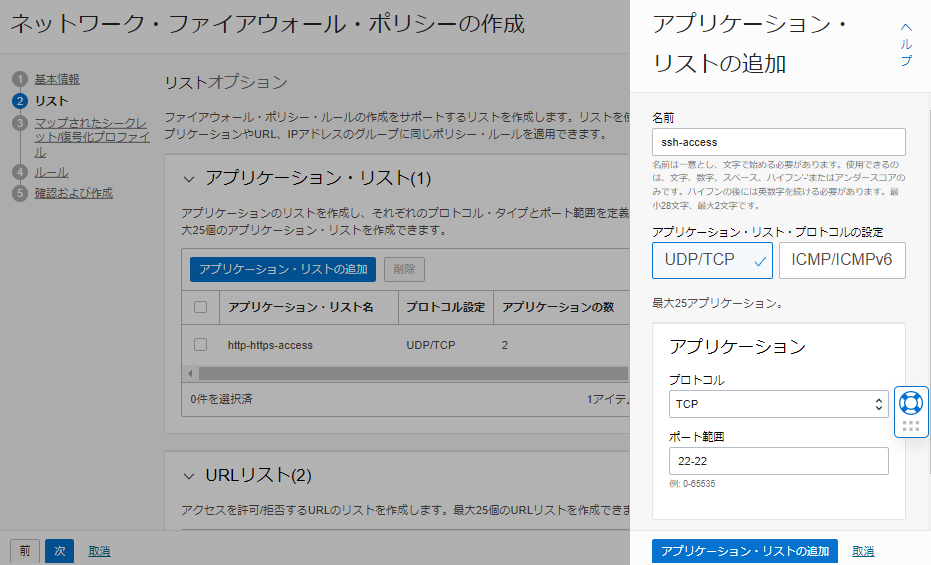 ネットワーク・ファイアウォール・ポリシーの作成
1 基本情報
2 リスト
3 マップされたシークレ
ット/復号化プロファイ
ル
4 ルール
5 確認および作成
リストオプション
ファイアウォール・ポリシー・ルールの作成をサポートするリストを作成します。リストを使
プリケーションやURL、IPアドレスのグループに同じポリシー・ルールを適用できます。
アプリケーション・リスト(1)
アプリケーションのリストを作成し、それぞれのプロトコル・タイプとポート範囲を定義
大25個のアプリケーション・リストを作成できます。
アプリケーション・リストの追加 削除
アプリケーション・リスト名 プロトコル設定 アプリケーションの数
http-https-access UDP/TCP 2
0件を選択済 1アイテム
URLリスト(2)
アクセスを許可/拒否するURLのリストを作成します。最大25個のURLリストを作成できま
前 次 取消
アプリケーション・
リストの追加
ヘルプ
名前
ssh-access
名前は一意とし、文字で始める必要があります。使用できるの
は、文字、数字、スペース、ハイフン'-'またはアンダースコアの
みです。ハイフンの後には英数字を続ける必要があります。最
小28文字、最大2文字です。
アプリケーション・リスト・プロトコルの設定
UDP/TCP ICMP/ICMPv6
最大25アプリケーション。
アプリケーション
プロトコル
TCP
ポート範囲
22-22
例: 0-65535
アプリケーション・リストの追加 取消